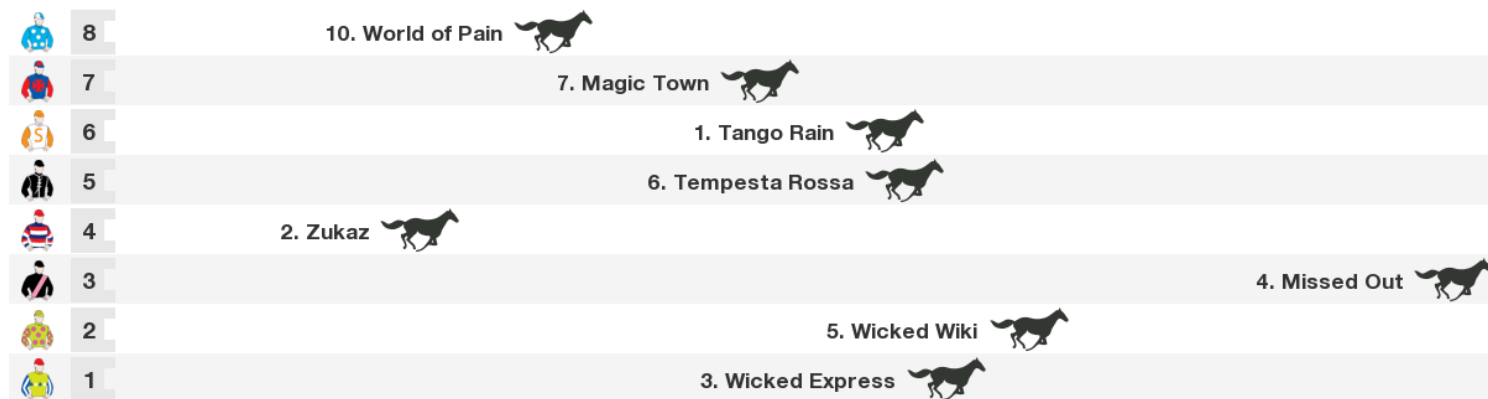 8 10. World of Pain
7 7. Magic Town
S 6 1. Tango Rain
5 6. Tempesta Rossa
4 2. Zukaz
3 4. Missed Out
2 5. Wicked Wiki
1 3. Wicked Express